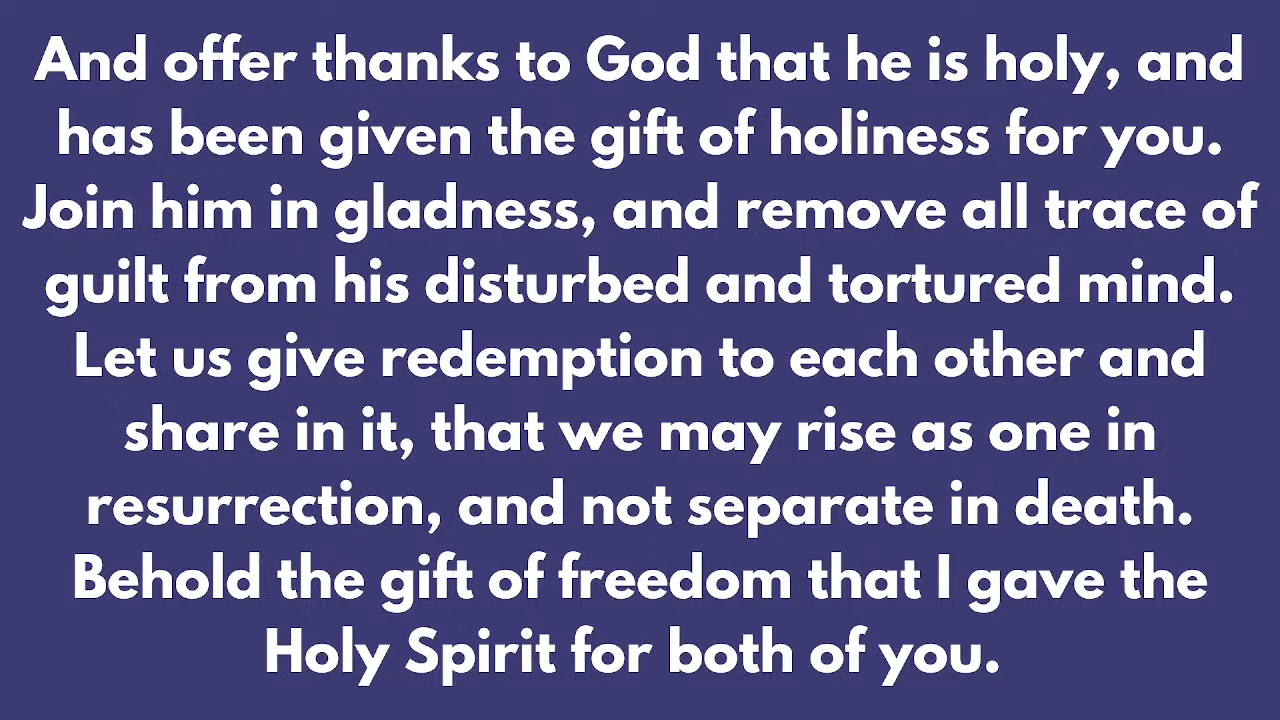 And offer thanks to God that he is holy, and
has been given the gift of holiness for you.
Join him in gladness, and remove all trace of
guilt from his disturbed and tortured mind.
Let us give redemption to each other and
share in it, that we may rise as one in
resurrection, and not separate in death.
Behold the gift of freedom that I gave the
Holy Spirit for both of you.